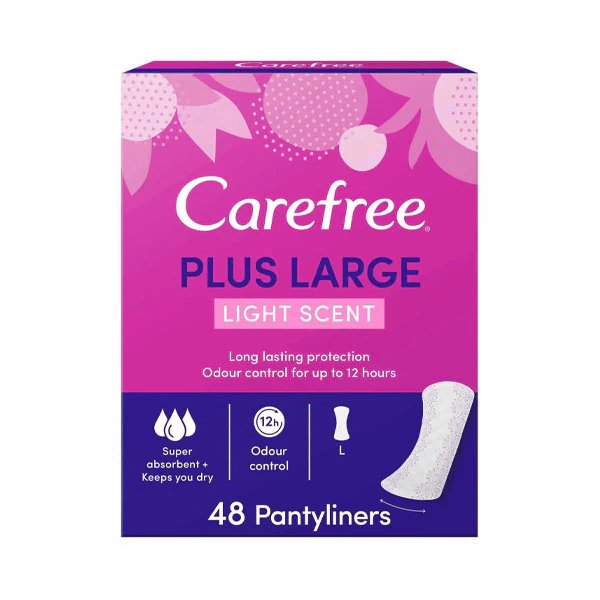 Carefree
Carefree®
PLUS LARGE
LIGHT SCENT
Long lasting protection
Odour control for up to 12 hours
Super
absorbent +
Keeps you dry
12h
Odour
control
L
48 Pantyliners